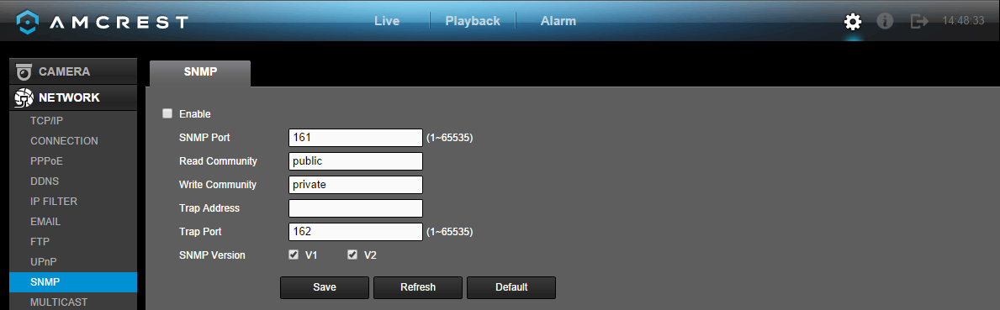 AMCREST Live Playback Alarm 14:48:33
CAMERA
NETWORK
TCP/IP
CONNECTION
PPPoE
DDNS
IP FILTER
EMAIL
FTP
UPnP
SNMP
MULTICAST
SNMP
Enable
SNMP Port 161 (1~65535)
Read Community public
Write Community private
Trap Address
Trap Port 162 (1~65535)
SNMP Version V1 V2
Save Refresh Default